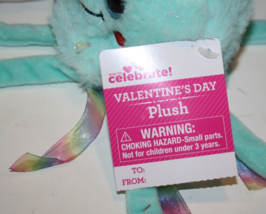 celebrate!
VALENTINE'S DAY
Plush
WARNING:
CHOKING HAZARD-Small parts.
Not for children under 3 years.
TO:
FROM: